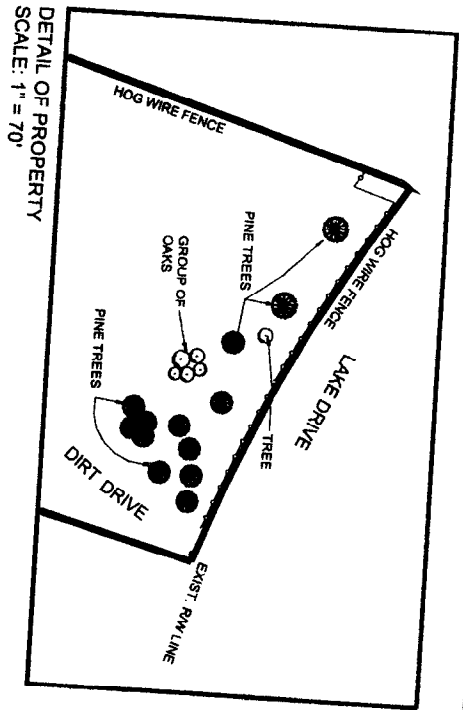 HOG WIRE FENCE
HOG WIRE FENCE
PINE TREES
GROUP OF
OAKS
LAKE DRIVE
TREE
PINE TREES
DIRT DRIVE
EXIST. R/W LINE
DETAIL OF PROPERTY
SCALE: 1" = 70'